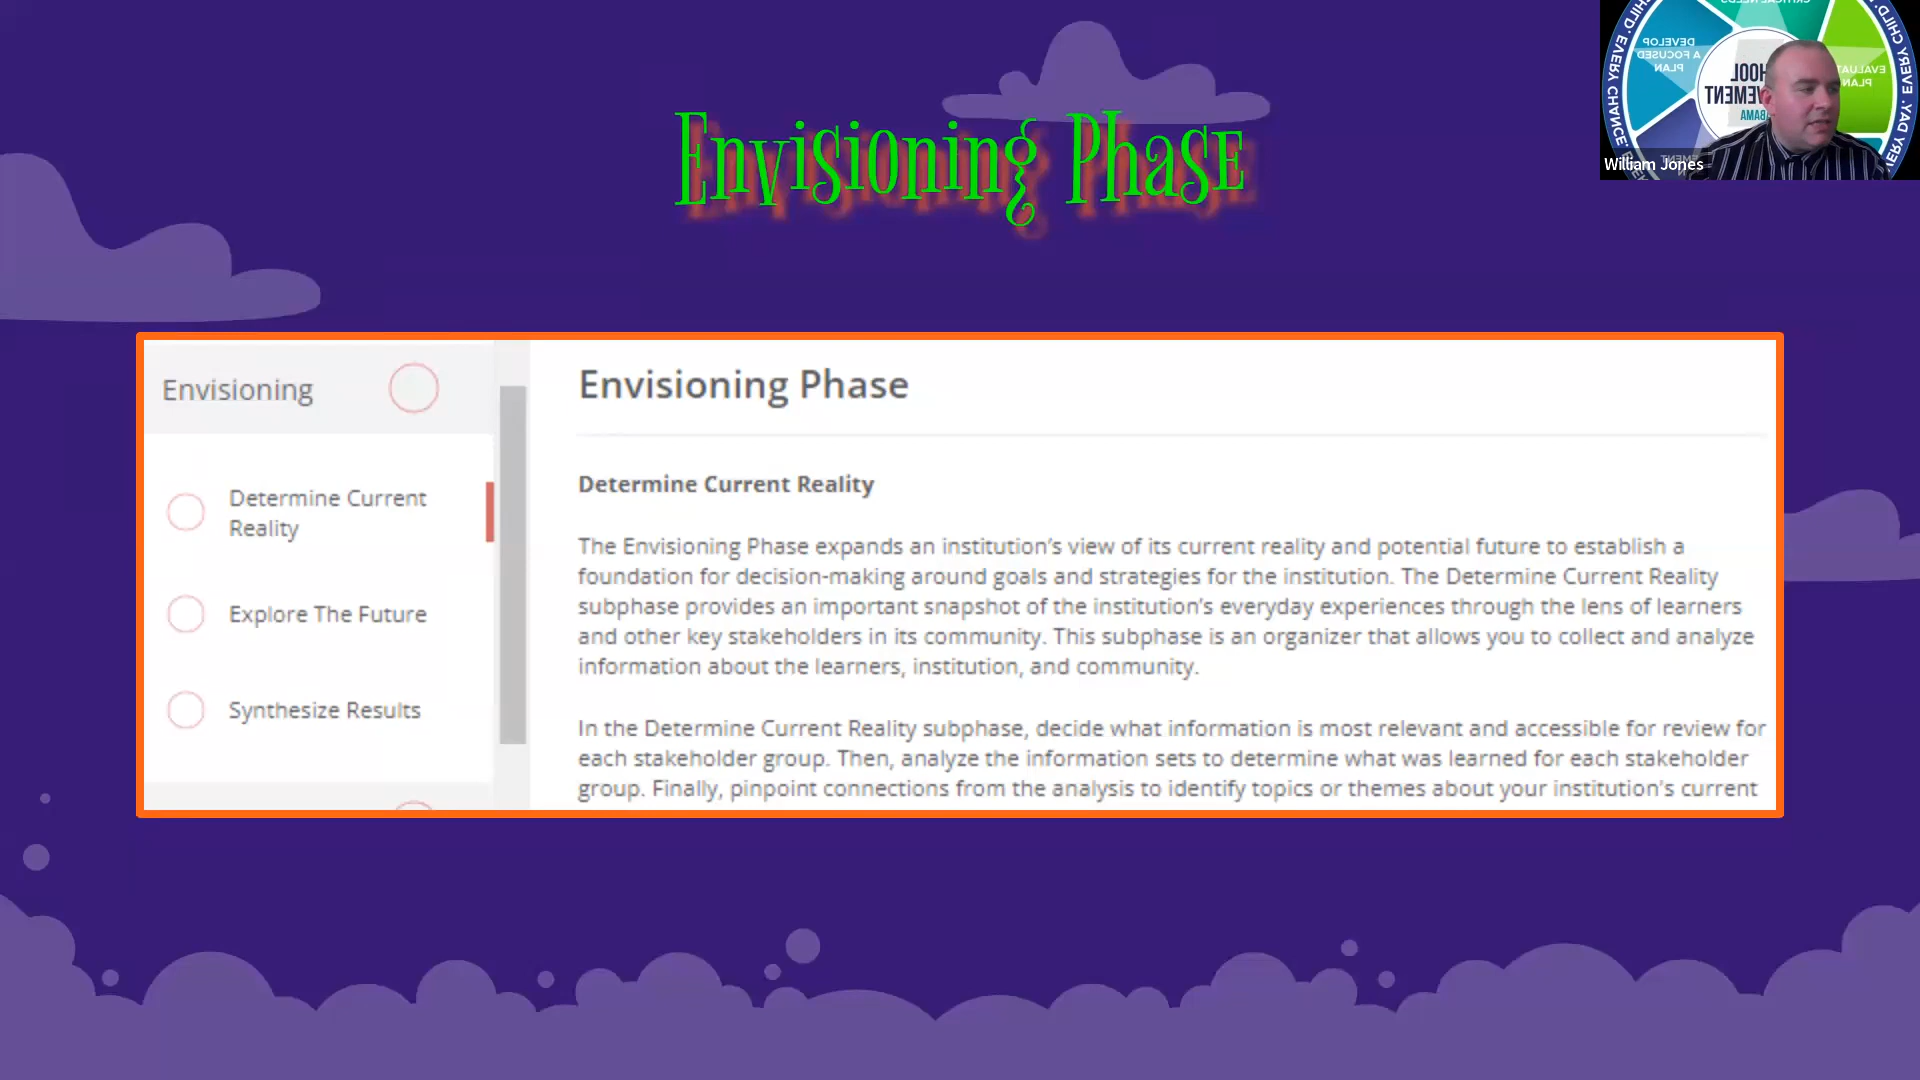 Envisioning Phase
DEVELOP
A FOCUSED
PLAN
PLAN
EVERY CHANCE.
EVERY DAY.
William Jones
Envisioning
Determine Current
Reality
Explore The Future
Synthesize Results
Envisioning Phase
Determine Current Reality
The Envisioning Phase expands an institution's view of its current reality and potential future to establish a
foundation for decision-making around goals and strategies for the institution. The Determine Current Reality
subphase provides an important snapshot of the institution's everyday experiences through the lens of learners
and other key stakeholders in its community. This subphase is an organizer that allows you to collect and analyze
information about the learners, institution, and community.
In the Determine Current Reality subphase, decide what information is most relevant and accessible for review for
each stakeholder group. Then, analyze the information sets to determine what was learned for each stakeholder
group. Finally, pinpoint connections from the analysis to identify topics or themes about your institution's current